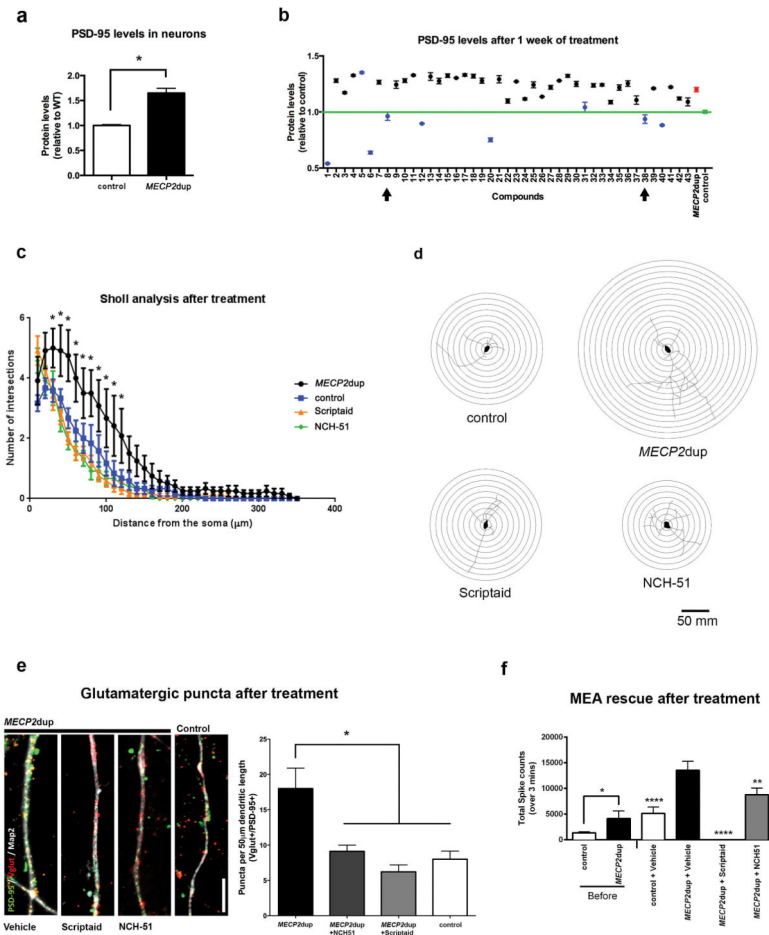 a
PSD-95 levels in neurons
*
2.0
1.5
1.0
0.5
0.0
Protein levels
(relative to WT)
control
MECP2dup
b
PSD-95 levels after 1 week of treatment
1.5
1.0
0.5
Protein levels
(relative to control)
1 2 3 4 5 6 7 8 9 10 11 12 13 14 15 16 17 18 19 20 21 22 23 24 25 26 27 28 29 30 31 32 33 34 35 36 37 38 39 40 41 42 43 MECP2dup control
Compounds
c
Sholl analysis after treatment
* * * * * * * * * *
6
4
2
0
Number of intersections
MECP2dup
control
Scriptaid
NCH-51
0 100 200 300 400
Distance from the soma (µm)
d
control
MECP2dup
Scriptaid
NCH-51
50 mm
e
Glutamatergic puncta after treatment
MECP2dup
Control
PSD-95/Vglut/Map2
Vehicle
Scriptaid
NCH-51
*
25
20
15
10
5
0
Puncta per 50µm dendritic length
(Vglut+/PSD-95+)
MECP2dup
MECP2dup
+NCH51
MECP2dup
+Scriptaid
control
f
MEA rescue after treatment
20000
15000
10000
5000
0
Total Spike counts
(over 3 mins)
*
****
****
**
control
MECP2dup
Before
control + Vehicle
MECP2dup + Vehicle
MECP2dup + Scriptaid
MECP2dup + NCH51